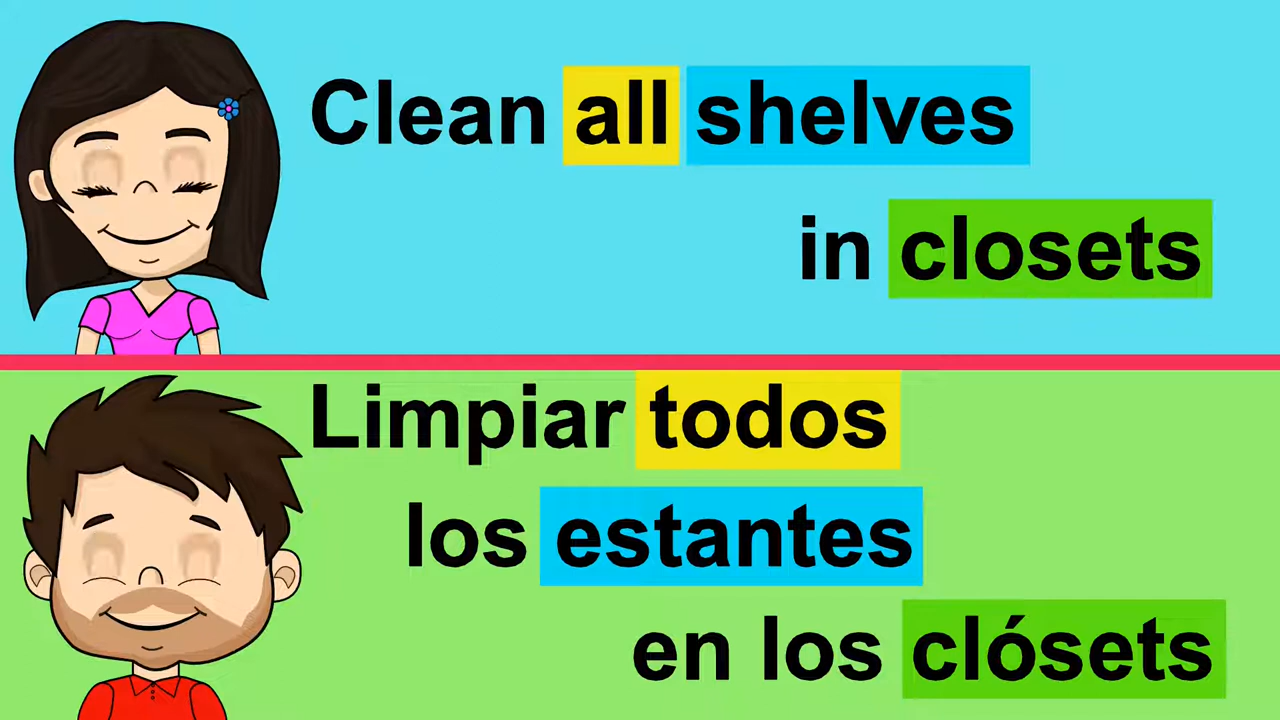 Clean all shelves
in closets
Limpiar todos
los estantes
en los clósets